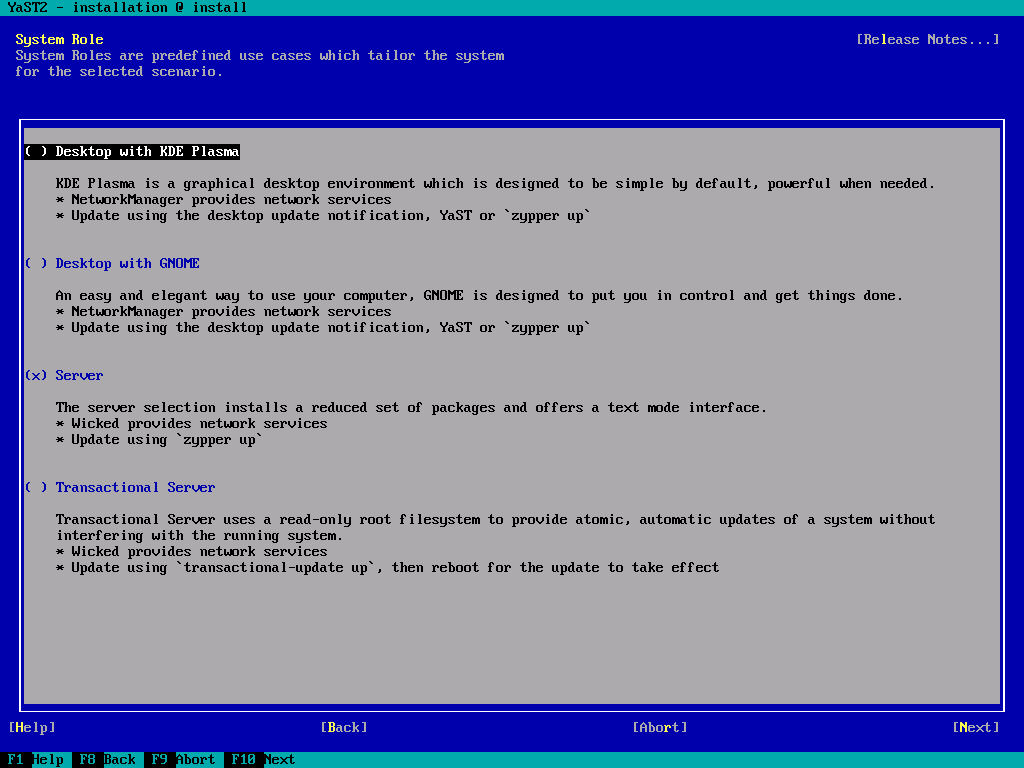 YaST2 - installation @ install
System Role
[Release Notes...]
System Roles are predefined use cases which tailor the system
for the selected scenario.
( ) Desktop with KDE Plasma
KDE Plasma is a graphical desktop environment which is designed to be simple by default, powerful when needed.
* NetworkManager provides network services
* Update using the desktop update notification, YaST or `zypper up`
( ) Desktop with GNOME
An easy and elegant way to use your computer, GNOME is designed to put you in control and get things done.
* NetworkManager provides network services
* Update using the desktop update notification, YaST or `zypper up`
(x) Server
The server selection installs a reduced set of packages and offers a text mode interface.
* Wicked provides network services
* Update using `zypper up`
( ) Transactional Server
Transactional Server uses a read-only root filesystem to provide atomic, automatic updates of a system without
interfering with the running system.
* Wicked provides network services
* Update using `transactional-update up`, then reboot for the update to take effect
[Help] [Back] [Abort] [Next]
F1 Help F8 Back F9 Abort F10 Next